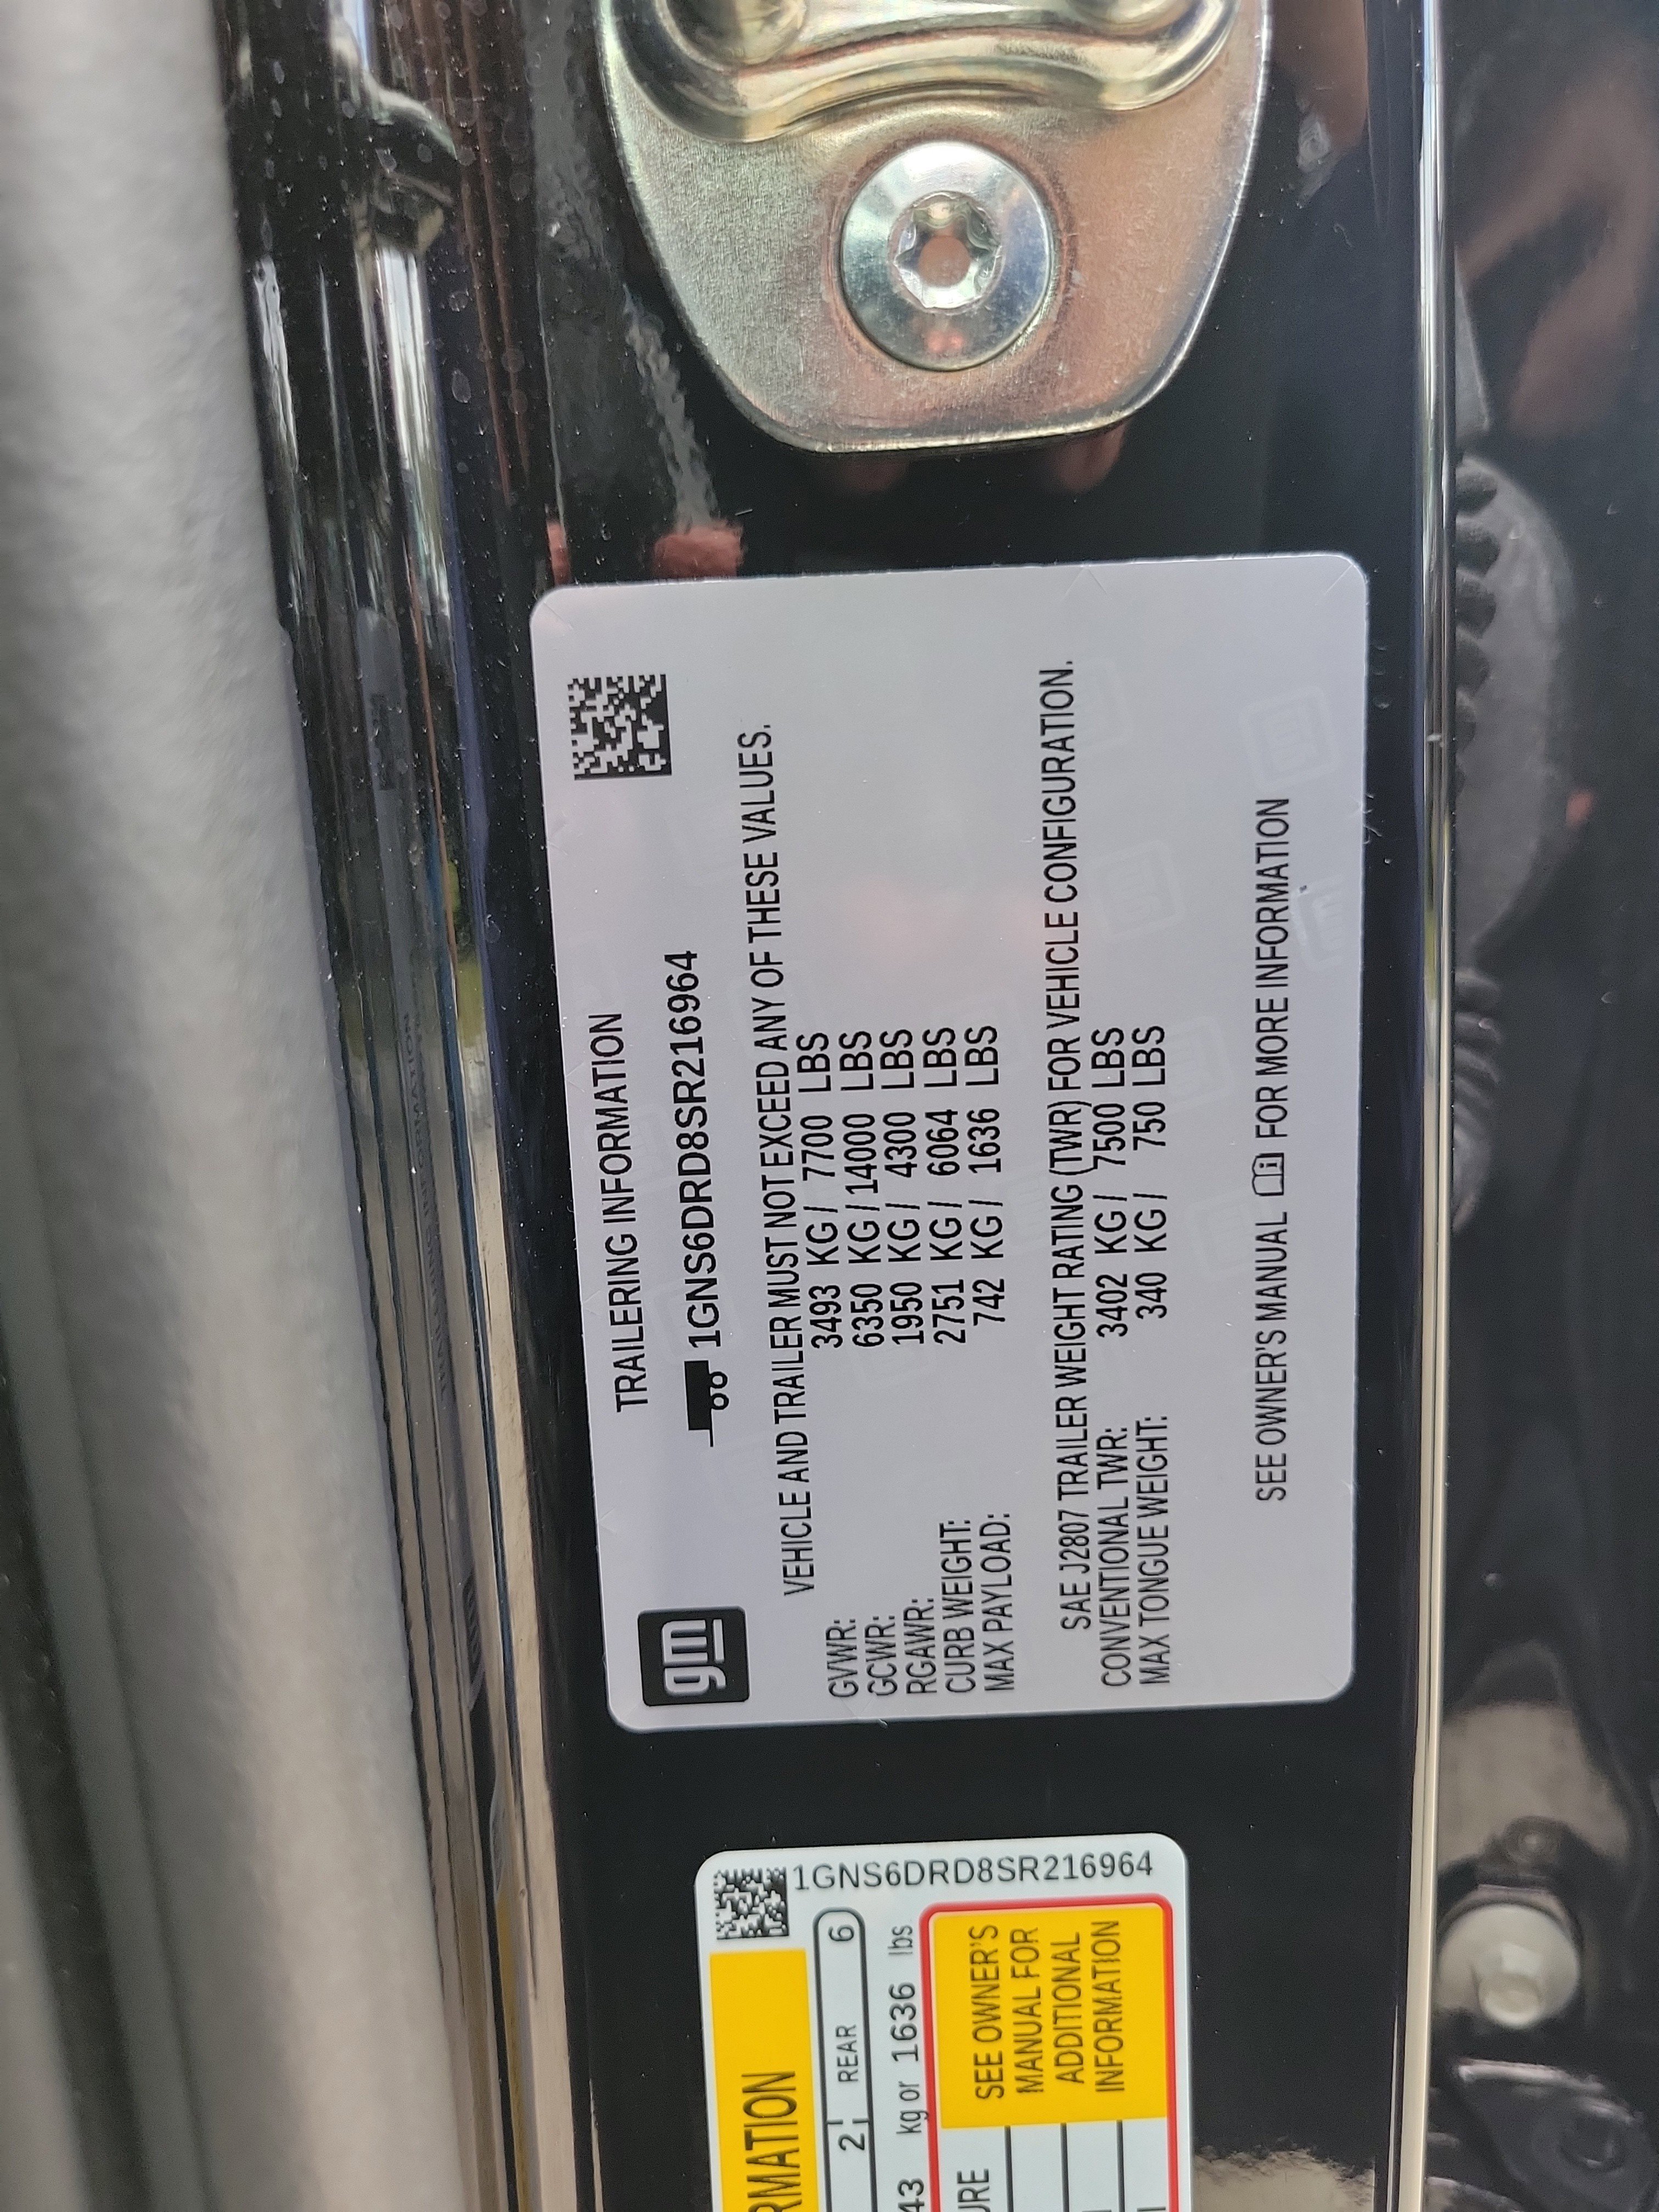 gm
TRAILERING INFORMATION
1GNS6DRD8SR216964
VEHICLE AND TRAILER MUST NOT EXCEED ANY OF THESE VALUES.
GVWR: 3493 KG / 7700 LBS
GCWR: 6350 KG / 14000 LBS
RGAWR: 1950 KG / 4300 LBS
CURB WEIGHT: 2751 KG / 6064 LBS
MAX PAYLOAD: 742 KG / 1636 LBS
SAE J2807 TRAILER WEIGHT RATING (TWR) FOR VEHICLE CONFIGURATION.
CONVENTIONAL TWR: 3402 KG / 7500 LBS
MAX TONGUE WEIGHT: 340 KG / 750 LBS
SEE OWNER'S MANUAL FOR MORE INFORMATION
RMATION
2 REAR 6
43 kg or 1636 lbs
URE
SEE OWNER'S
MANUAL FOR
ADDITIONAL
INFORMATION
1GNS6DRD8SR216964